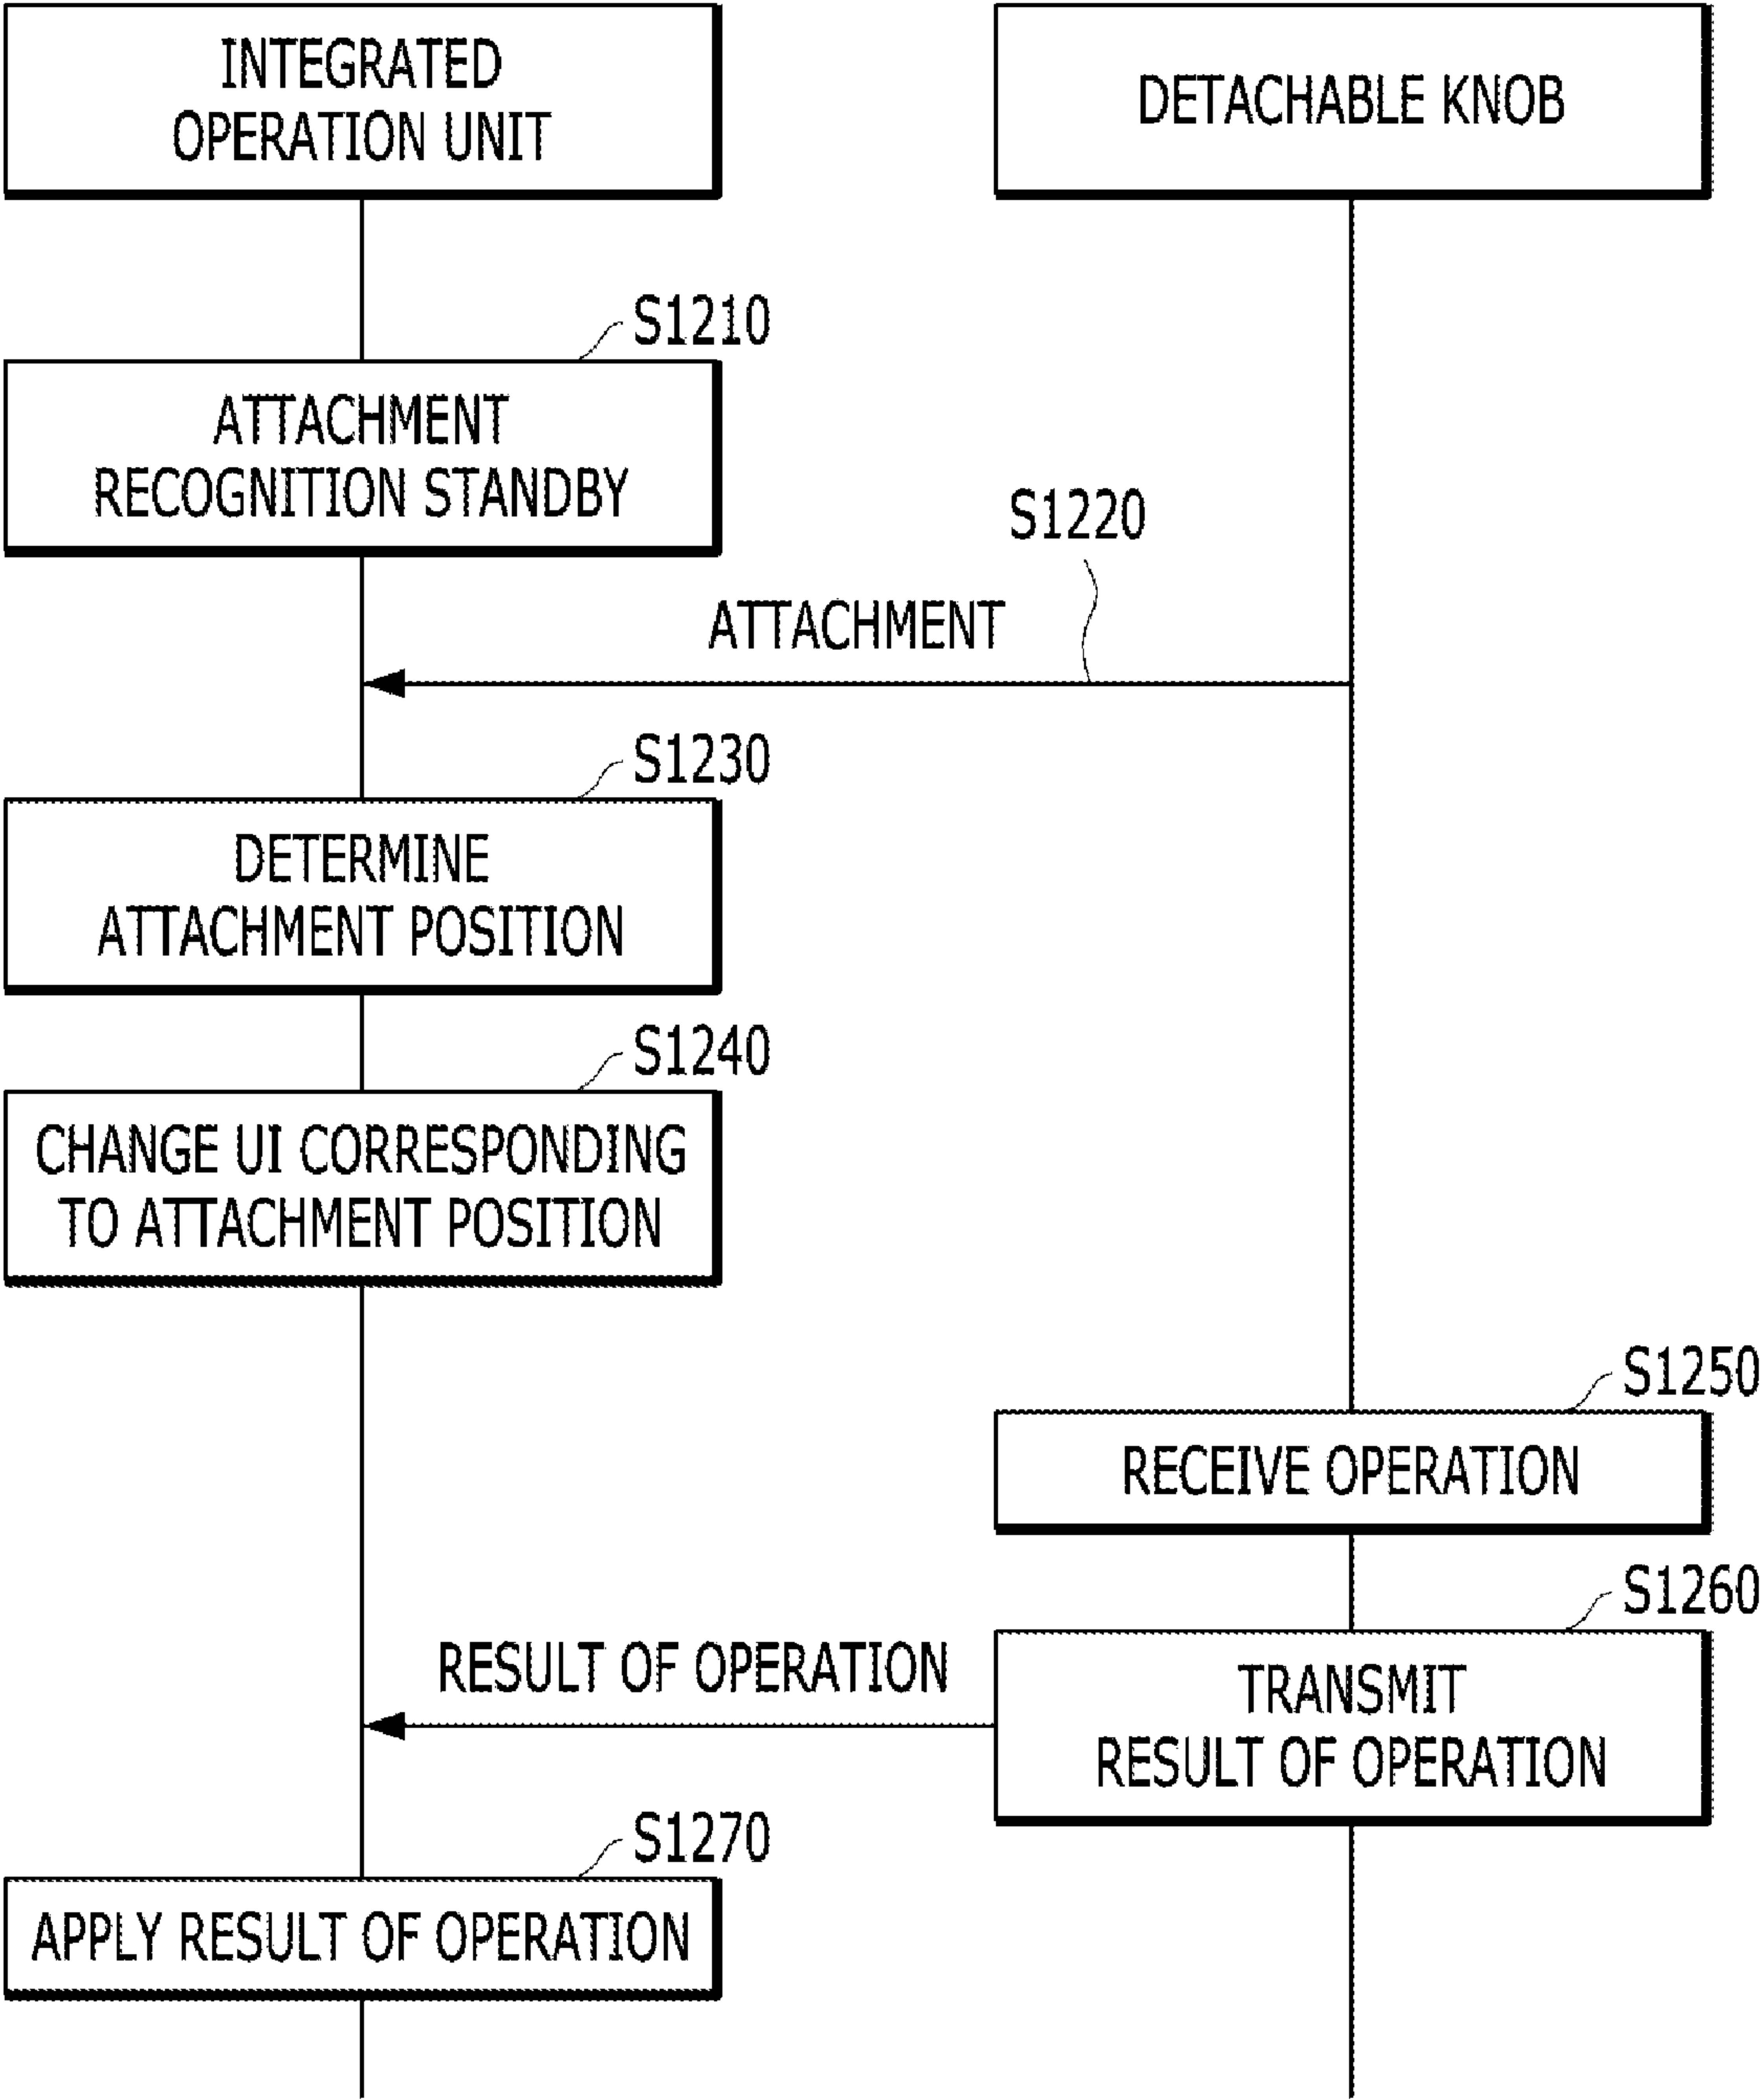 INTEGRATED
OPERATION UNIT
DETACHABLE KNOB
S1210
ATTACHMENT
RECOGNITION STANDBY
S1220
ATTACHMENT
S1230
DETERMINE
ATTACHMENT POSITION
S1240
CHANGE UI CORRESPONDING
TO ATTACHMENT POSITION
S1250
RECEIVE OPERATION
S1260
RESULT OF OPERATION
TRANSMIT
RESULT OF OPERATION
S1270
APPLY RESULT OF OPERATION